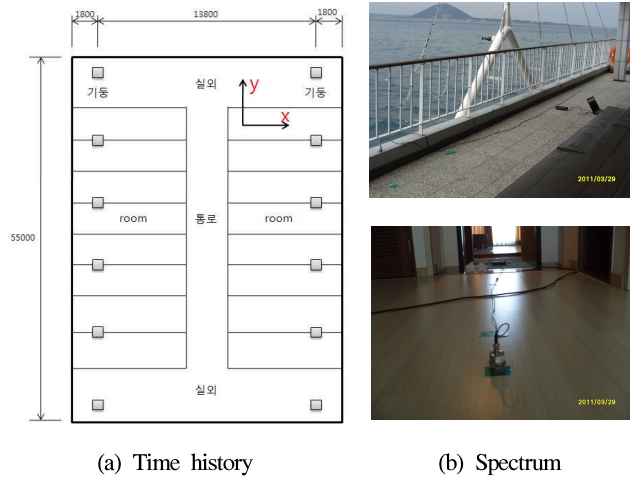 1800
13800
1800
실외
기둥
기둥
y
x
room
통로
room
55000
실외
2011/03/29
2011/03/29
(a) Time history
(b) Spectrum